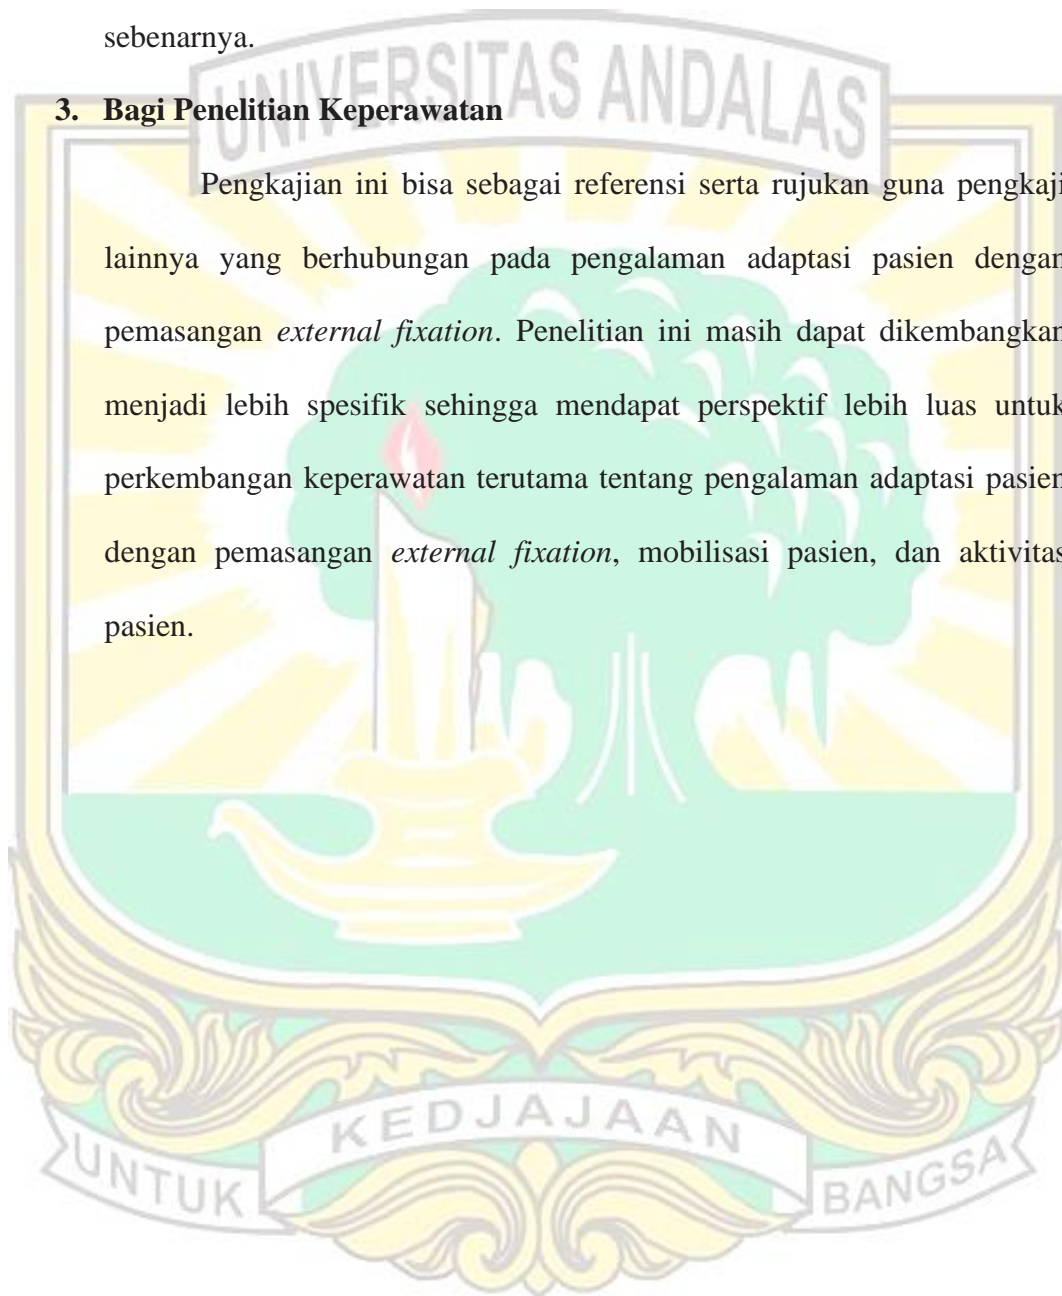 sebenarnya.
UNIVERSITAS ANDALAS
3. Bagi Penelitian Keperawatan
Pengkajian ini bisa sebagai referensi serta rujukan guna pengkaji
lainnya yang berhubungan pada pengalaman adaptasi pasien dengan
pemasangan external fixation. Penelitian ini masih dapat dikembangkan
menjadi lebih spesifik sehingga mendapat perspektif lebih luas untuk
perkembangan keperawatan terutama tentang pengalaman adaptasi pasien
dengan pemasangan external fixation, mobilisasi pasien, dan aktivitas
pasien.
UNTUK KEDJAJAAN BANGSA